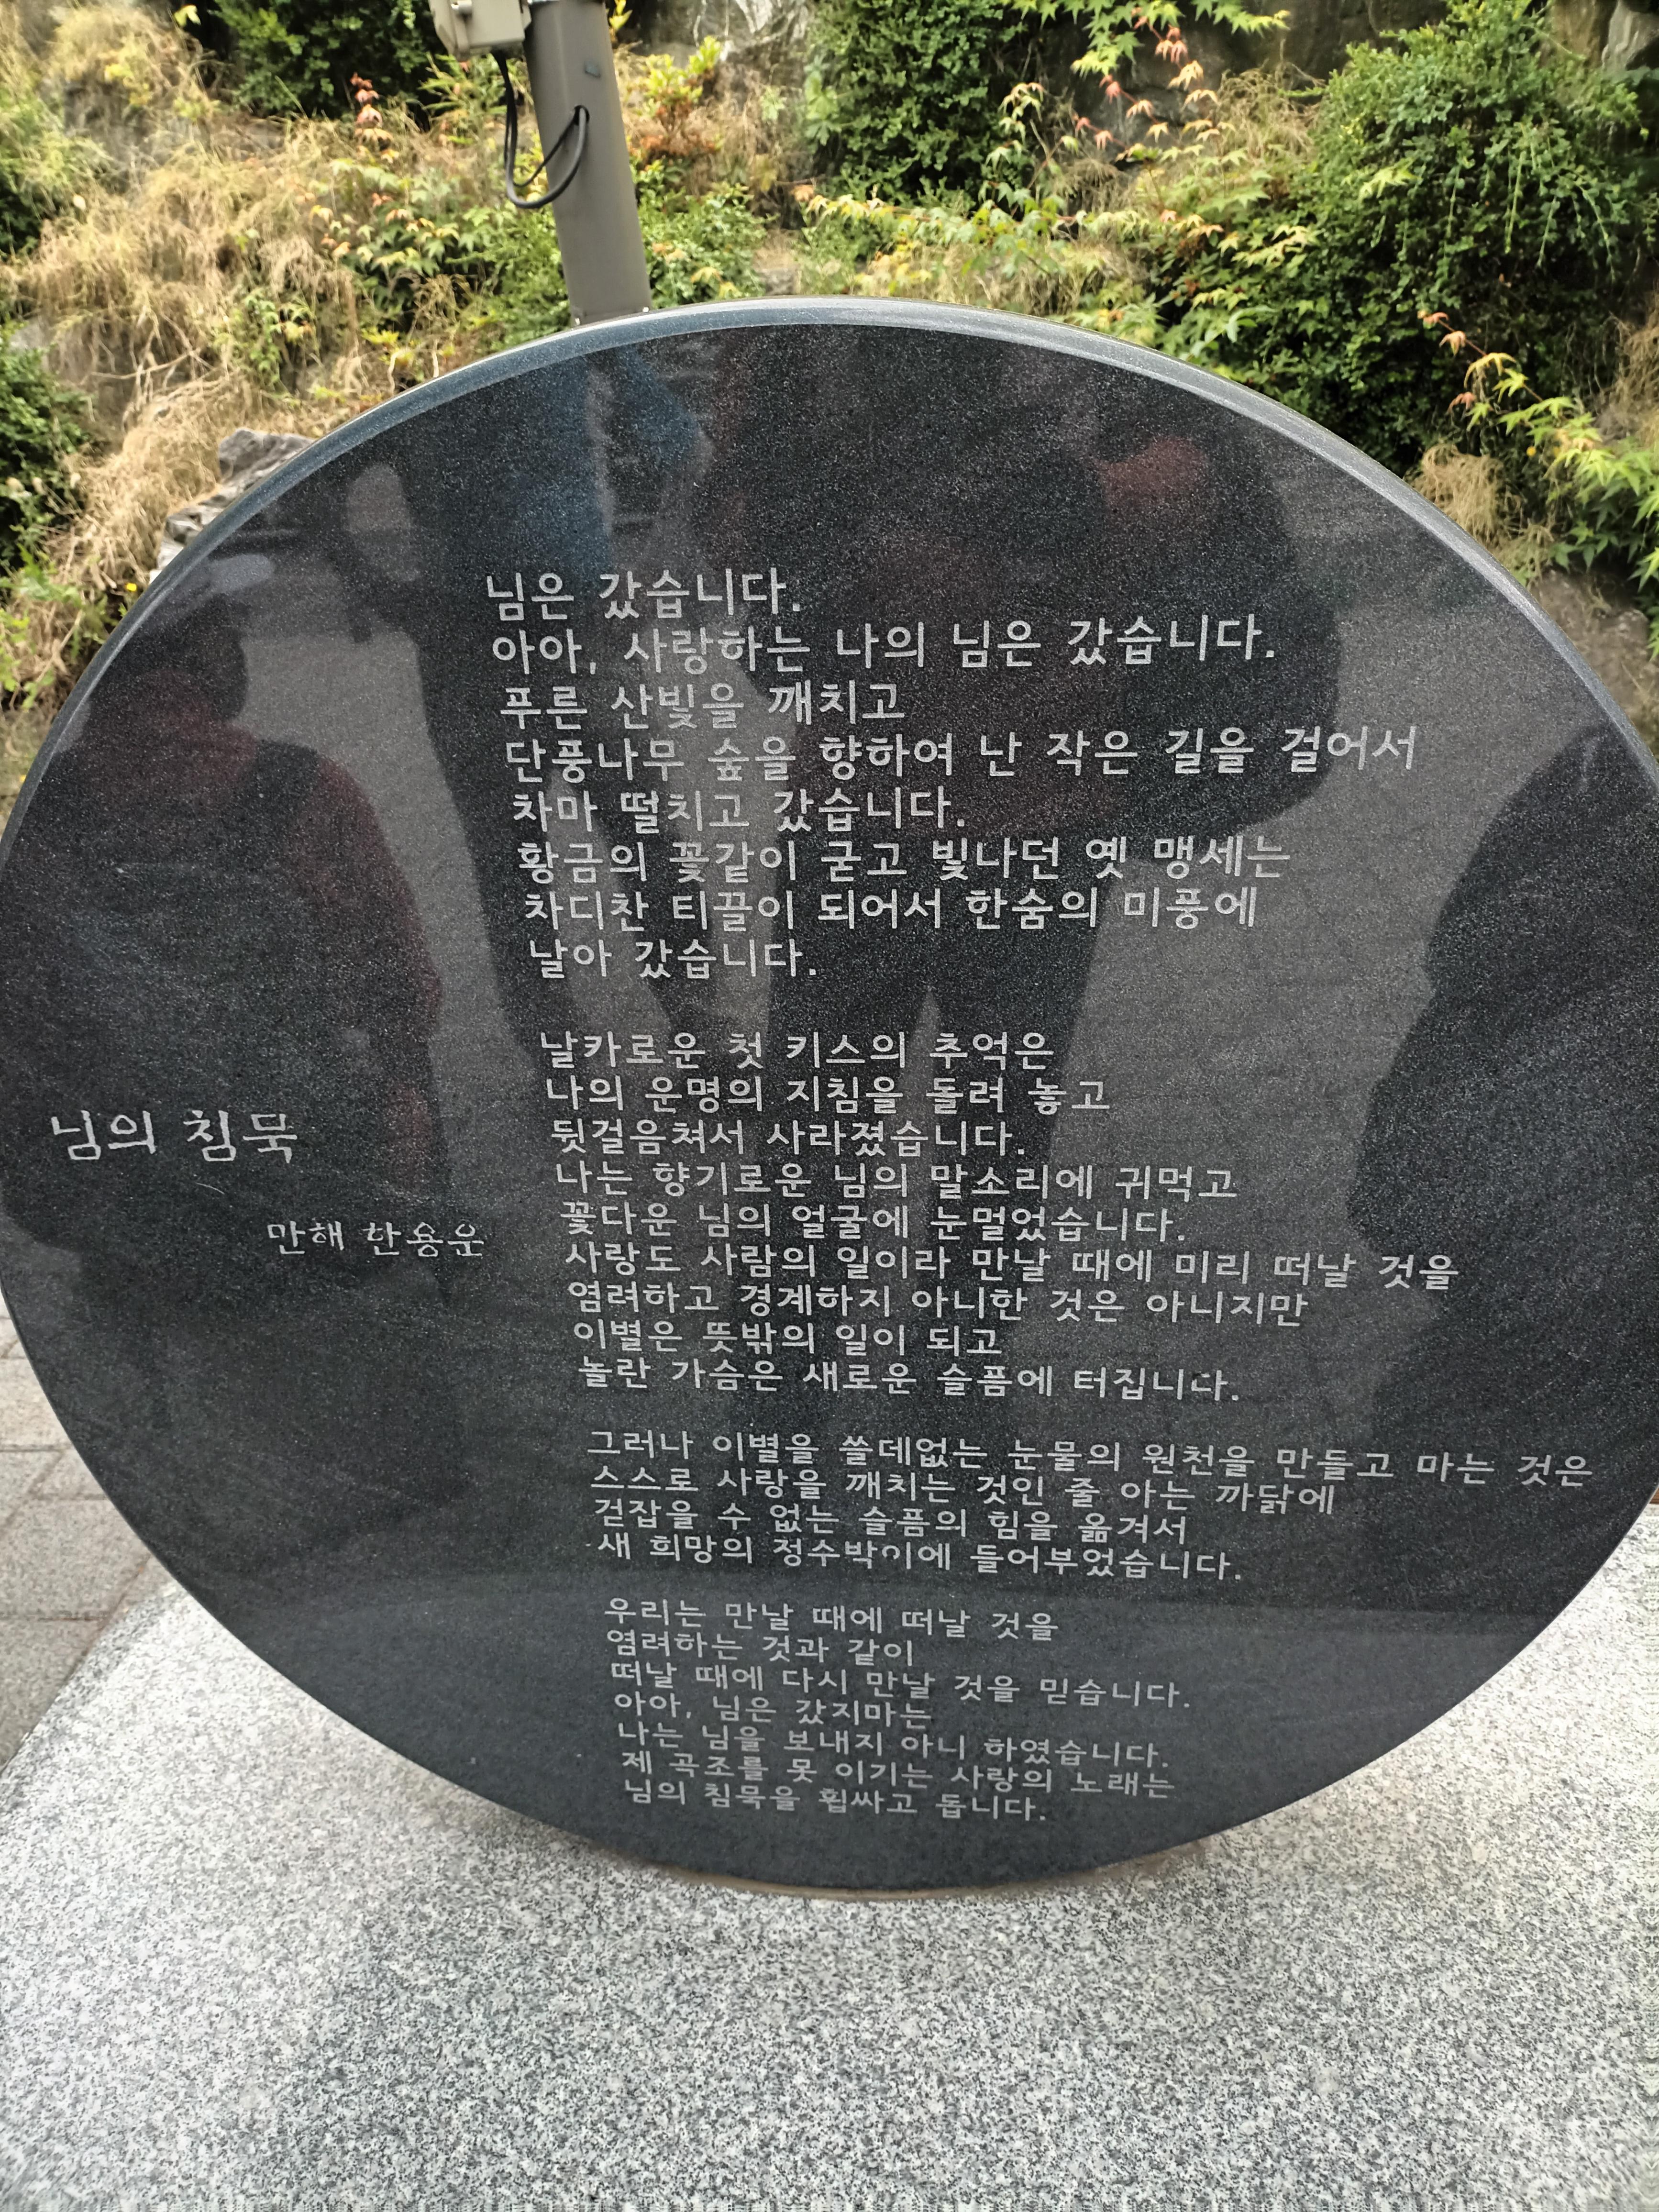 님의 침묵
만해 한용운
님은 갔습니다.
아아, 사랑하는 나의 님은 갔습니다.
푸른 산빛을 깨치고
단풍나무 숲을 향하여 난 작은 길을 걸어서
차마 떨치고 갔습니다.
황금의 꽃같이 굳고 빛나던 옛 맹세는
차디찬 티끌이 되어서 한숨의 미풍에
날아 갔습니다.
날카로운 첫 키스의 추억은
나의 운명의 지침을 돌려 놓고
뒷걸음쳐서 사라졌습니다.
나는 향기로운 님의 말소리에 귀먹고
꽃다운 님의 얼굴에 눈멀었습니다.
사랑도 사람의 일이라 만날 때에 미리 떠날 것을
염려하고 경계하지 아니한 것은 아니지만
이별은 뜻밖의 일이 되고
놀란 가슴은 새로운 슬픔에 터집니다.
그러나 이별을 쓸데없는 눈물의 원천을 만들고 마는 것은
스스로 사랑을 깨치는 것인 줄 아는 까닭에
걷잡을 수 없는 슬픔의 힘을 옮겨서
새 희망의 정수박이에 들어부었습니다.
우리는 만날 때에 떠날 것을
염려하는 것과 같이
떠날 때에 다시 만날 것을 믿습니다.
아아, 님은 갔지마는
나는 님을 보내지 아니 하였습니다.
제 곡조를 못 이기는 사랑의 노래는
님의 침묵을 휩싸고 돕니다.